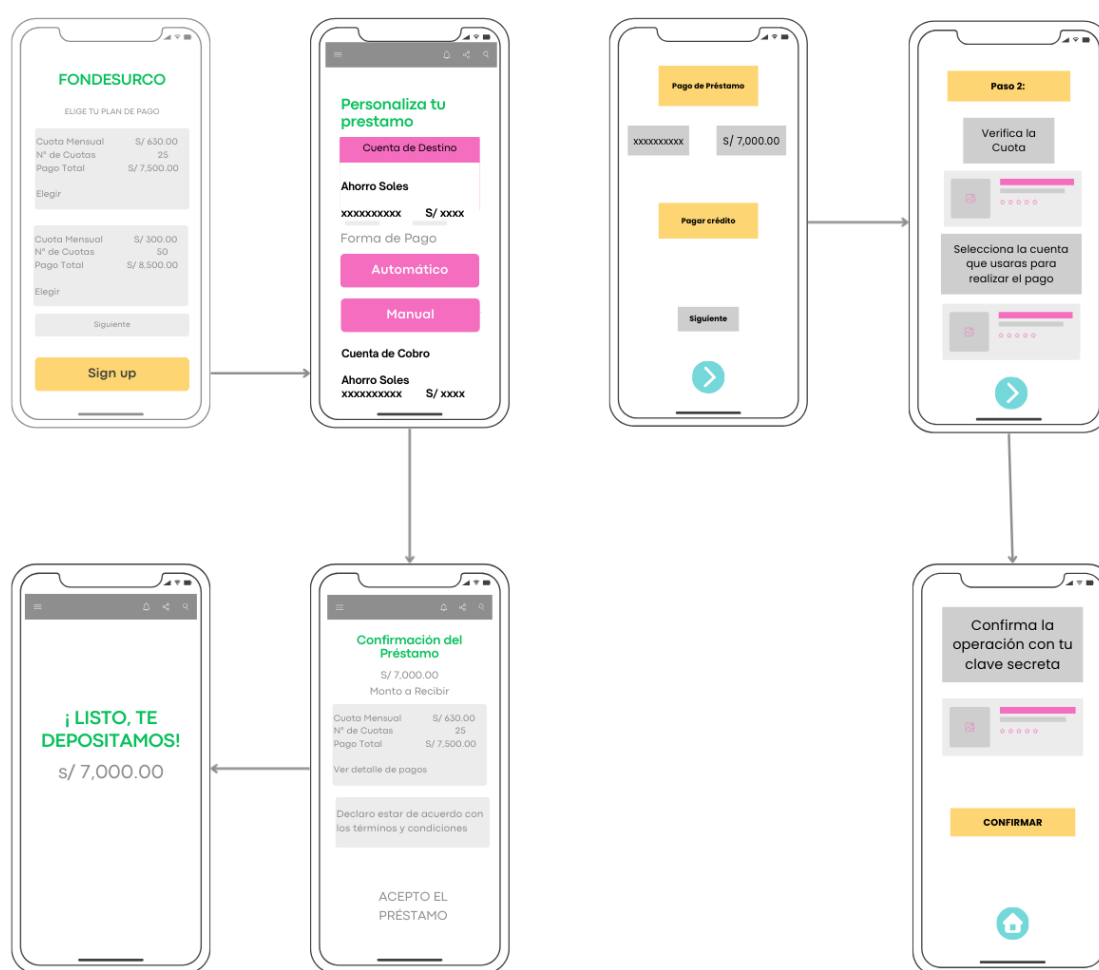 FONDESURCO
ELIGE TU PLAN DE PAGO
Cuota Mensual S/ 630.00
N° de Cuotas 25
Pago Total S/ 7,500.00
Elegir
Cuota Mensual S/ 300.00
N° de Cuotas 50
Pago Total S/ 8,500.00
Elegir
Siguiente
Sign up
Personaliza tu
prestamo
Cuenta de Destino
Ahorro Soles
xxxxxxxxxx S/ xxxx
Forma de Pago
Automático
Manual
Cuenta de Cobro
Ahorro Soles
xxxxxxxxxx S/ xxxx
Pago de Préstamo
xxxxxxxxxx S/ 7,000.00
Pagar crédito
Siguiente
Paso 2:
Verifica la
Cuota
Selecciona la cuenta
que usaras para
realizar el pago
¡ LISTO, TE
DEPOSITAMOS!
s/ 7,000.00
Confirmación del
Préstamo
S/ 7,000.00
Monto a Recibir
Cuota Mensual S/ 630.00
N° de Cuotas 25
Pago Total S/ 7,500.00
Ver detalle de pagos
Declaro estar de acuerdo con
los términos y condiciones
ACEPTO EL
PRÉSTAMO
Confirma la
operación con tu
clave secreta
CONFIRMAR